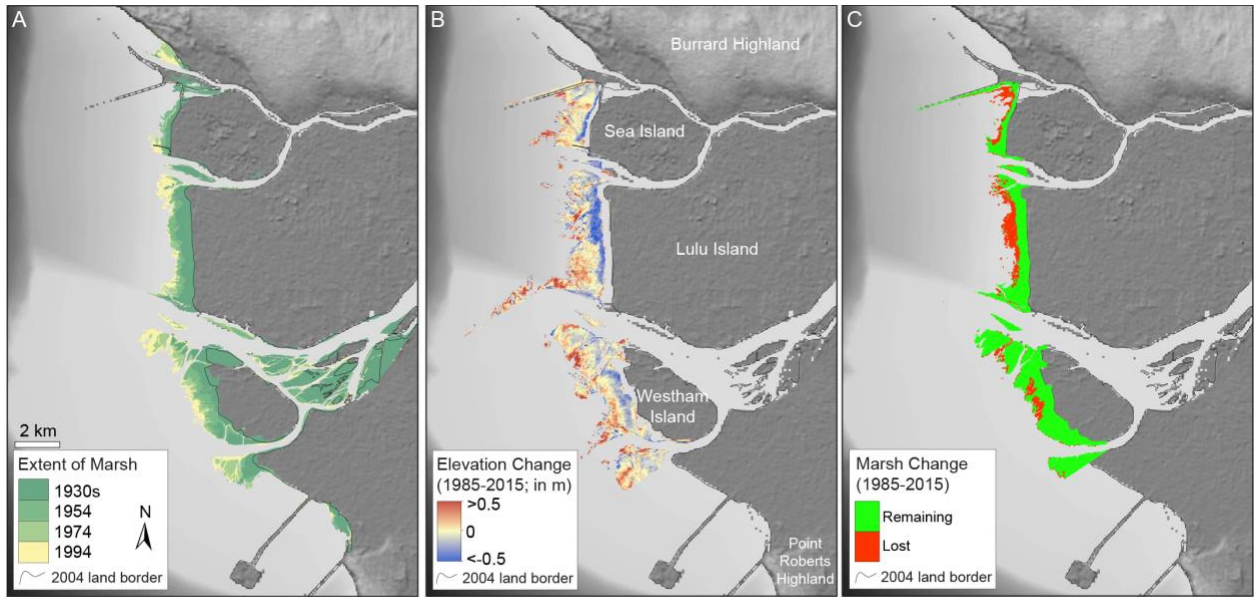 A
2 km
Extent of Marsh
1930s
1954
1974
1994
N
2004 land border
B
Burrard Highland
Sea Island
Lulu Island
Westham
Island
Elevation Change
(1985-2015; in m)
>0.5
0
<-0.5
2004 land border
Point
Roberts
Highland
C
Marsh Change
(1985-2015)
Remaining
Lost
2004 land border